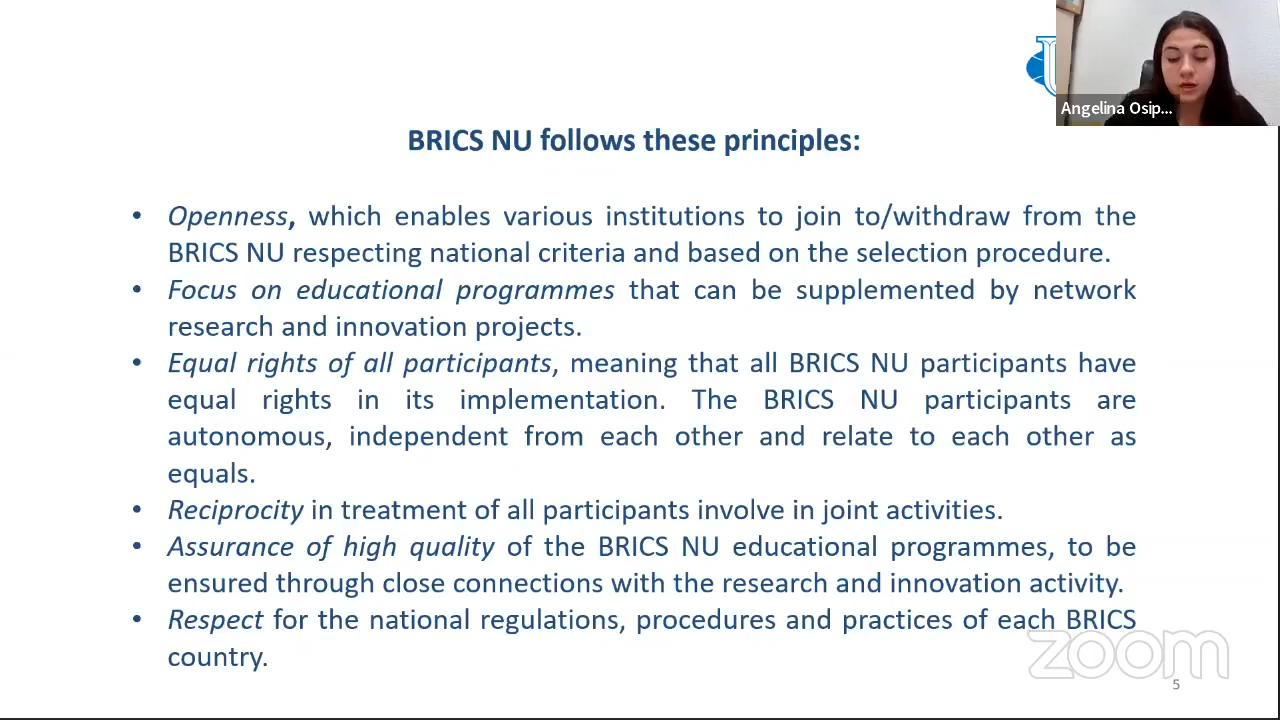 Angelina Osip...
BRICS NU follows these principles:
• Openness, which enables various institutions to join to/withdraw from the
BRICS NU respecting national criteria and based on the selection procedure.
• Focus on educational programmes that can be supplemented by network
research and innovation projects.
• Equal rights of all participants, meaning that all BRICS NU participants have
equal rights in its implementation. The BRICS NU participants are
autonomous, independent from each other and relate to each other as
equals.
• Reciprocity in treatment of all participants involve in joint activities.
• Assurance of high quality of the BRICS NU educational programmes, to be
ensured through close connections with the research and innovation activity.
• Respect for the national regulations, procedures and practices of each BRICS
country.
zoom
5